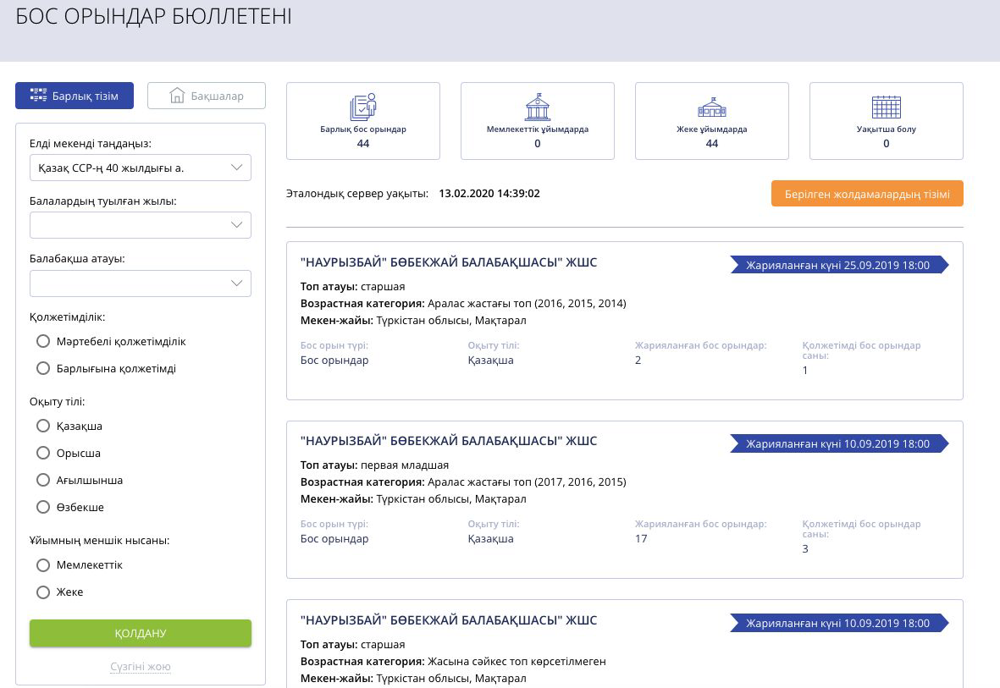 БОС ОРЫНДАР БЮЛЛЕТЕНІ
Барлық тізім
Бақшалар
Елді мекенді таңдаңыз:
Қазақ ССР-ң 40 жылдығы а.
Балалардың туылған жылы:
Балабақша атауы:
Қолжетімділік:
Мәртебелі қолжетімділік
Барлығына қолжетімді
Оқыту тілі:
Қазақша
Орысша
Ағылшынша
Өзбекше
Ұйымның меншік нысаны:
Мемлекеттік
Жеке
ҚОЛДАНУ
Сүзгіні жою
Барлық бос орындар
44
Мемлекеттік ұйымдарда
0
Жеке ұйымдарда
44
Уақытша болу
0
Эталондық сервер уақыты: 13.02.2020 14:39:02
Берілген жолдамалардың тізімі
"НАУРЫЗБАЙ" БӨБЕКЖАЙ БАЛАБАҚШАСЫ" ЖШС
Жарияланған күні 25.09.2019 18:00
Топ атауы: старшая
Возрастная категория: Аралас жастағы топ (2016, 2015, 2014)
Мекен-жайы: Түркістан облысы, Мақтарал
Бос орын түрі:
Бос орындар
Оқыту тілі:
Қазақша
Жарияланған бос орындар:
2
Қолжетімді бос орындар
саны:
1
"НАУРЫЗБАЙ" БӨБЕКЖАЙ БАЛАБАҚШАСЫ" ЖШС
Жарияланған күні 10.09.2019 18:00
Топ атауы: первая младшая
Возрастная категория: Аралас жастағы топ (2017, 2016, 2015)
Мекен-жайы: Түркістан облысы, Мақтарал
Бос орын түрі:
Бос орындар
Оқыту тілі:
Қазақша
Жарияланған бос орындар:
17
Қолжетімді бос орындар
саны:
3
"НАУРЫЗБАЙ" БӨБЕКЖАЙ БАЛАБАҚШАСЫ" ЖШС
Жарияланған күні 10.09.2019 18:00
Топ атауы: старшая
Возрастная категория: Жасына сәйкес топ көрсетілмеген
Мекен-жайы: Түркістан облысы, Мақтарал